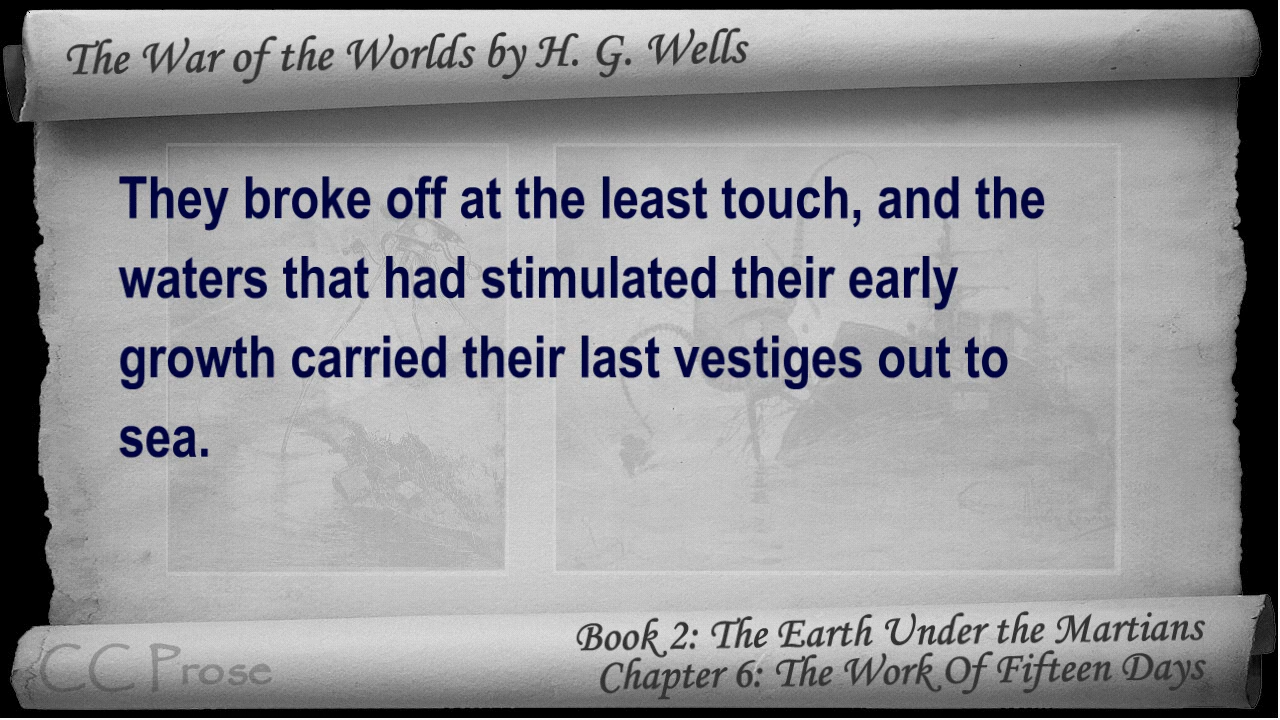 The War of the Worlds by H. G. Wells
They broke off at the least touch, and the
waters that had stimulated their early
growth carried their last vestiges out to
sea.
Book 2: The Earth Under the Martians
Chapter 6: The Work Of Fifteen Days
CC Prose